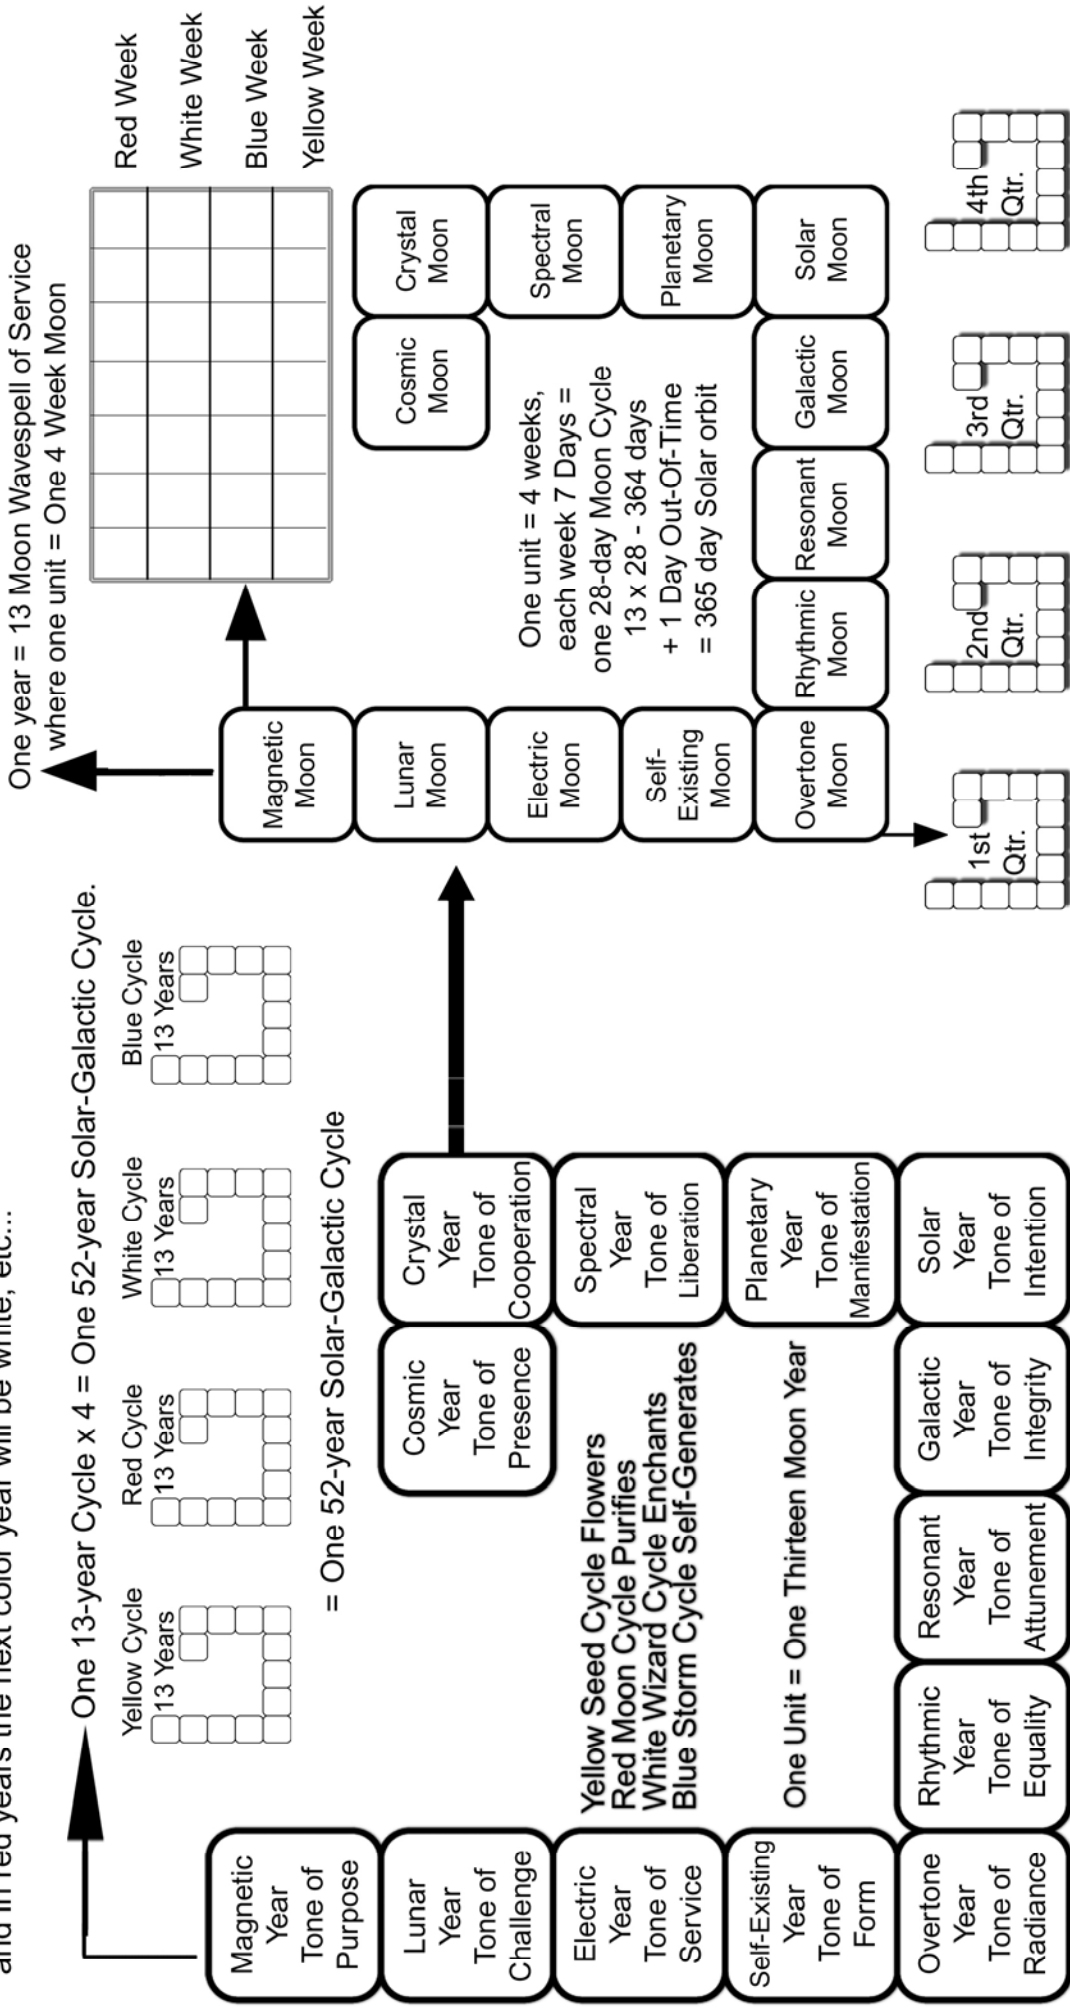 and in red years the next color year will be white, etc...
One 13-year Cycle x 4 = One 52-year Solar-Galactic Cycle.
Yellow Cycle
13 Years
Red Cycle
13 Years
White Cycle
13 Years
Blue Cycle
13 Years
= One 52-year Solar-Galactic Cycle
Magnetic
Year
Tone of
Purpose
Lunar
Year
Tone of
Challenge
Electric
Year
Tone of
Service
Self-Existing
Year
Tone of
Form
Overtone
Year
Tone of
Radiance
Rhythmic
Year
Tone of
Equality
Resonant
Year
Tone of
Attunement
Galactic
Year
Tone of
Integrity
Solar
Year
Tone of
Intention
Planetary
Year
Tone of
Manifestation
Spectral
Year
Tone of
Liberation
Crystal
Year
Tone of
Cooperation
Cosmic
Year
Tone of
Presence
Yellow Seed Cycle Flowers
Red Moon Cycle Purifies
White Wizard Cycle Enchants
Blue Storm Cycle Self-Generates
One Unit = One Thirteen Moon Year
One year = 13 Moon Wavespell of Service
where one unit = One 4 Week Moon
Red Week
White Week
Blue Week
Yellow Week
Magnetic
Moon
Lunar
Moon
Electric
Moon
Self-
Existing
Moon
Overtone
Moon
Rhythmic
Moon
Resonant
Moon
Galactic
Moon
Solar
Moon
Planetary
Moon
Spectral
Moon
Crystal
Moon
Cosmic
Moon
One unit = 4 weeks,
each week 7 Days =
one 28-day Moon Cycle
13 x 28 - 364 days
+ 1 Day Out-Of-Time
= 365 day Solar orbit
1st
Qtr.
2nd
Qtr.
3rd
Qtr.
4th
Qtr.